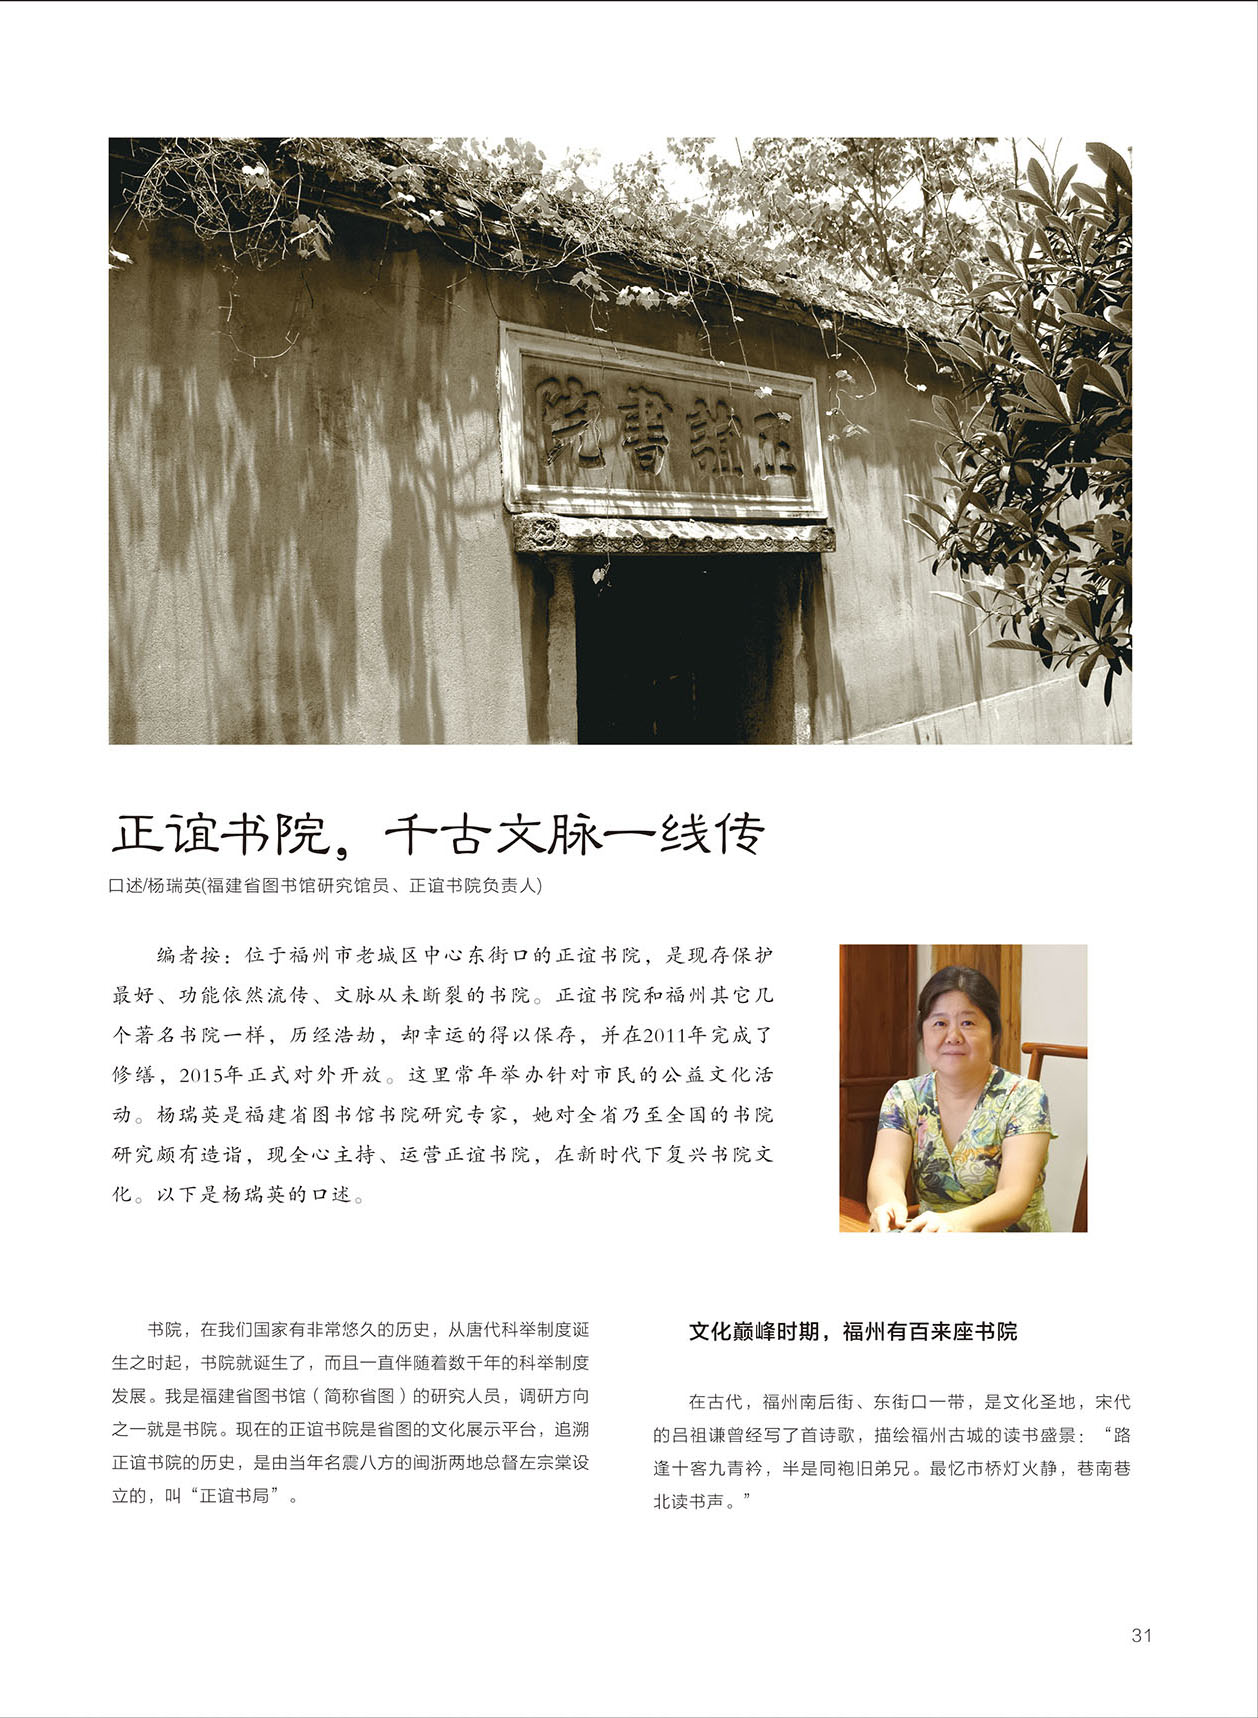 正誼書院
正谊书院，千古文脉一线传
口述/杨瑞英(福建省图书馆研究馆员、正谊书院负责人)
编者按：位于福州市老城区中心东街口的正谊书院，是现存保护
最好、功能依然流传、文脉从未断裂的书院。正谊书院和福州其它几
个著名书院一样，历经浩劫，却幸运的得以保存，并在2011年完成了
修缮，2015年正式对外开放。这里常年举办针对市民的公益文化活
动。杨瑞英是福建省图书馆书院研究专家，她对全省乃至全国的书院
研究颇有造诣，现全心主持、运营正谊书院，在新时代下复兴书院文
化。以下是杨瑞英的口述。
书院，在我们国家有非常悠久的历史，从唐代科举制度诞
生之时起，书院就诞生了，而且一直伴随着数千年的科举制度
发展。我是福建省图书馆（简称省图）的研究人员，调研方向
之一就是书院。现在的正谊书院是省图的文化展示平台，追溯
正谊书院的历史，是由当年名震八方的闽浙两地总督左宗棠设
立的，叫“正谊书局”。
文化巅峰时期，福州有百来座书院
在古代，福州南后街、东街口一带，是文化圣地，宋代
的吕祖谦曾经写了首诗歌，描绘福州古城的读书盛景：“路
逢十客九青衿，半是同袍旧弟兄。最忆市桥灯火静，巷南巷
北读书声。”
31